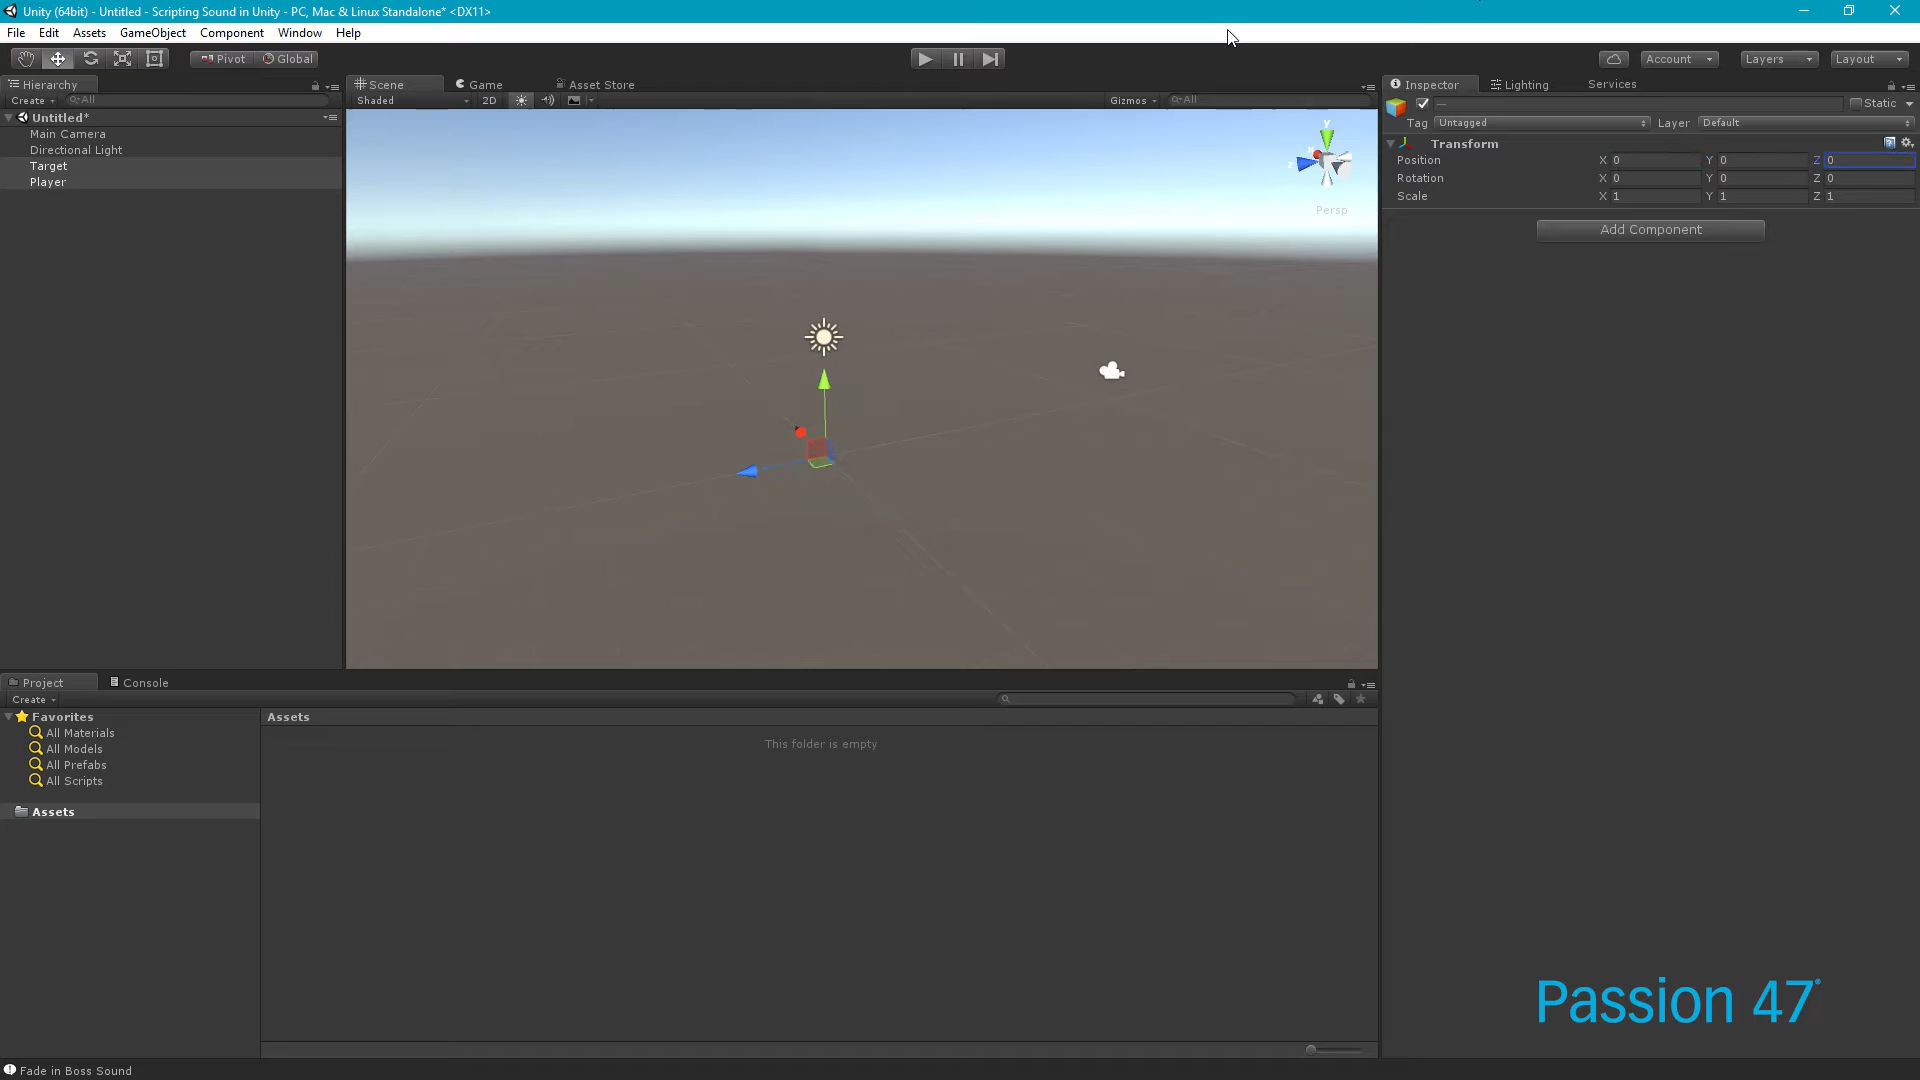 Unity (64bit) - Untitled - Scripting Sound in Unity - PC, Mac & Linux Standalone* <DX11>
File Edit Assets GameObject Component Window Help
Pivot Global Account Layers Layout
Hierarchy
Create All
Untitled*
Main Camera
Directional Light
Target
Player
Scene Game Asset Store
Shaded 2D Gizmos All
y
z
Persp
Inspector Lighting Services
— Static
Tag Untagged Layer Default
Transform
Position X 0 Y 0 Z 0
Rotation X 0 Y 0 Z 0
Scale X 1 Y 1 Z 1
Add Component
Project Console
Create
Favorites
All Materials
All Models
All Prefabs
All Scripts
Assets
Assets
This folder is empty
Passion 47
Fade in Boss Sound